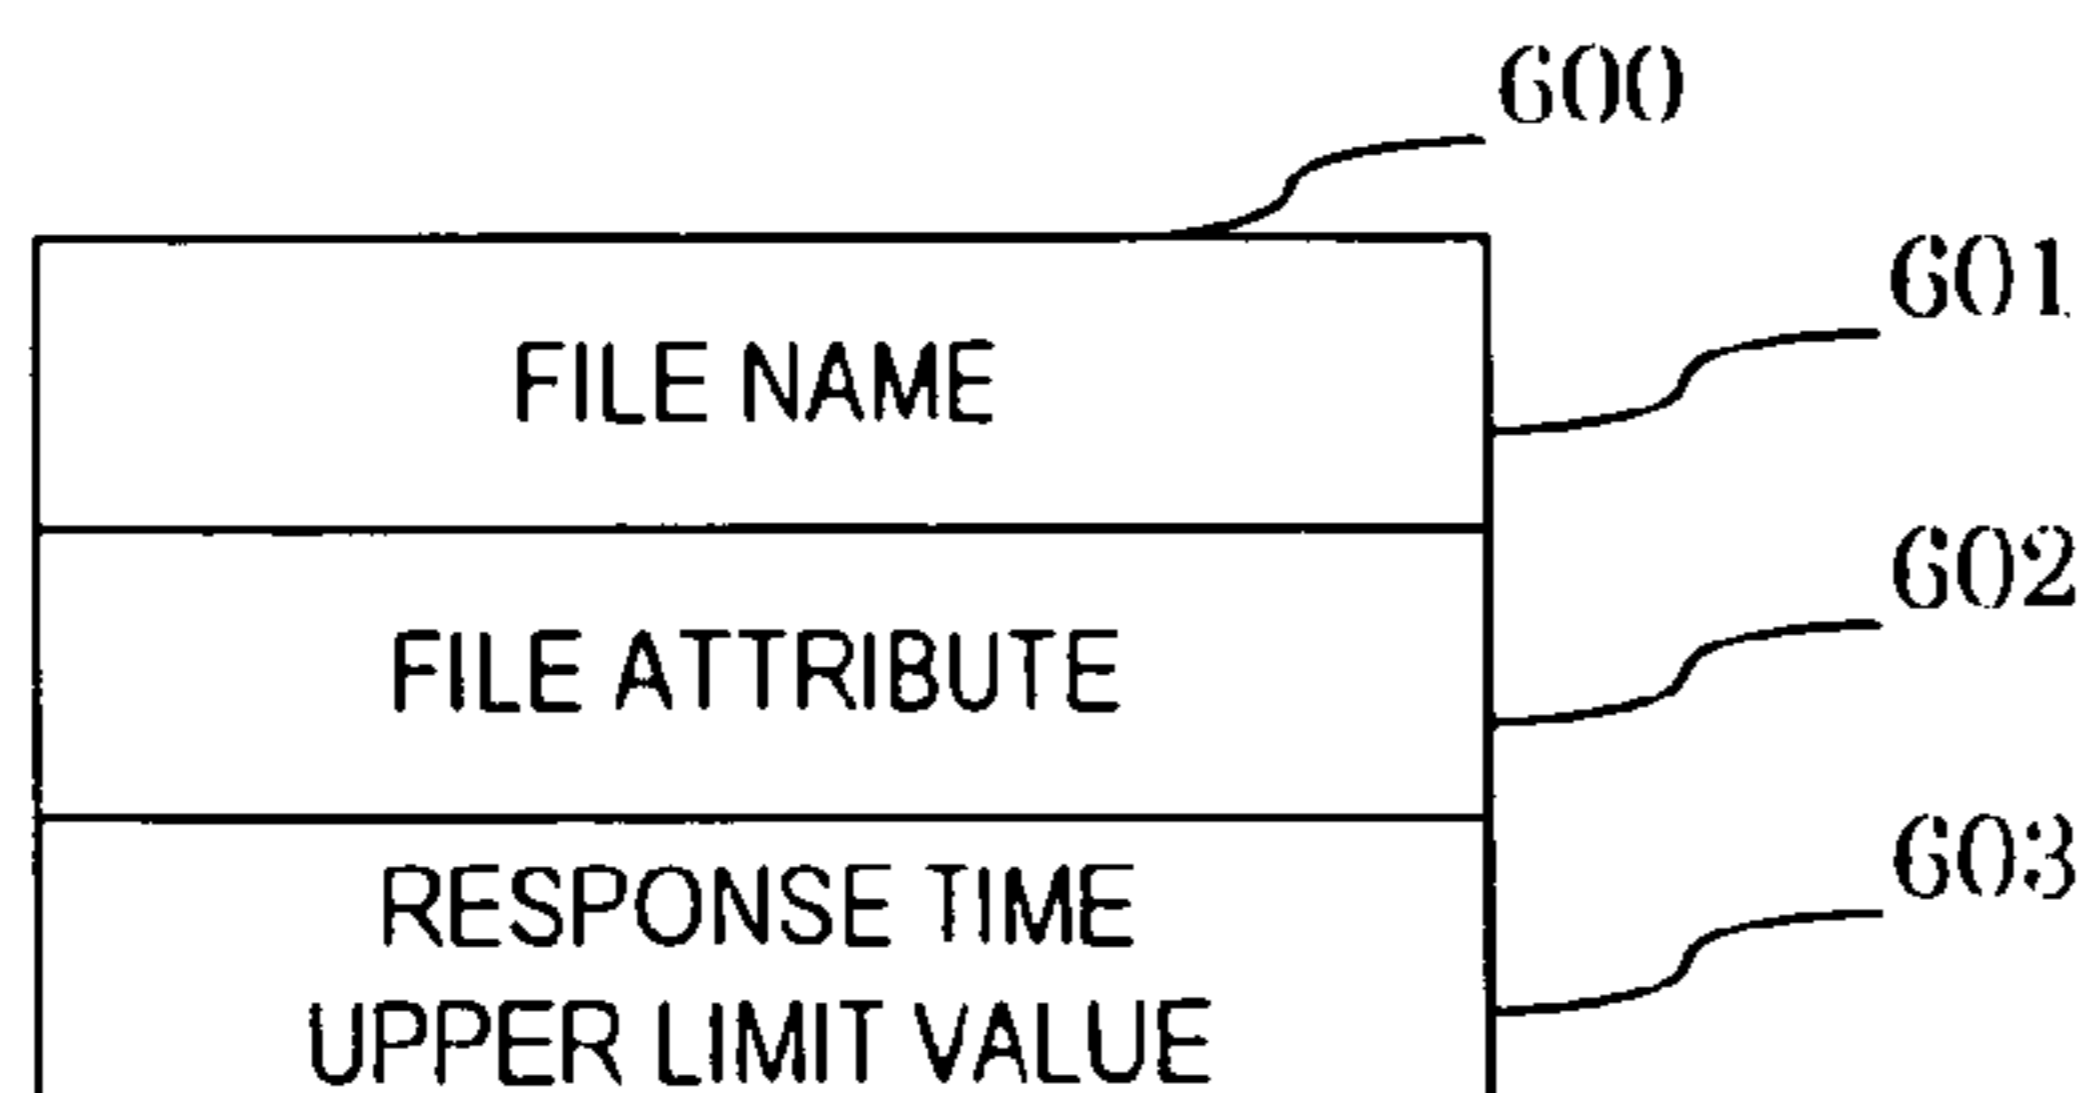 600
601
FILE NAME
602
FILE ATTRIBUTE
603
RESPONSE TIME
UPPER LIMIT VALUE